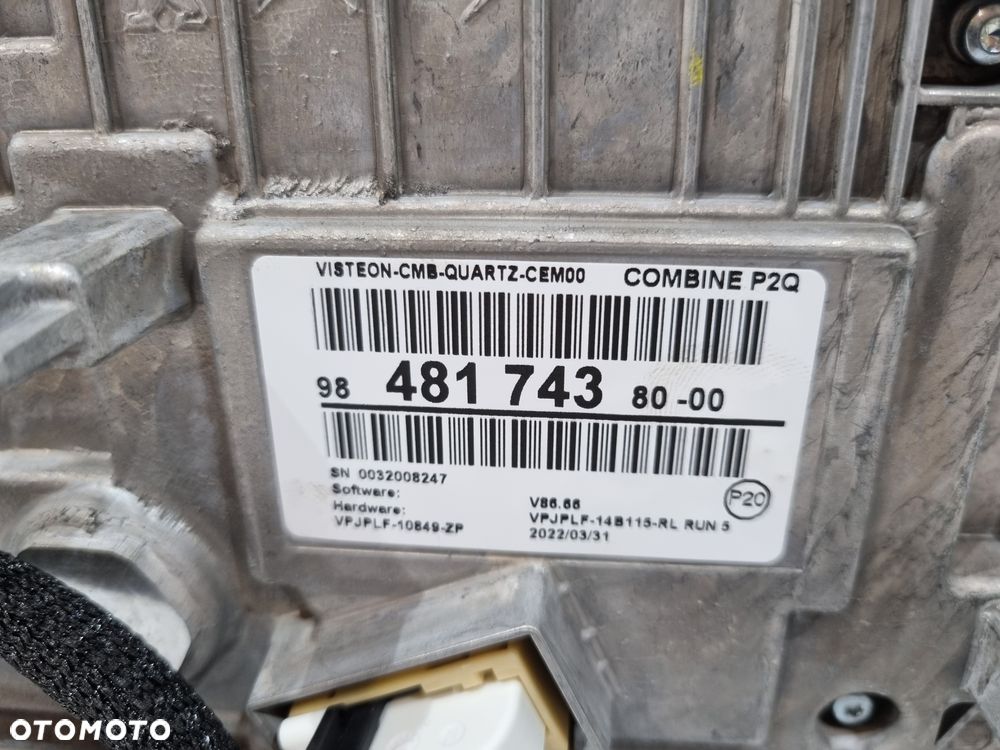 VISTEON-CMB-QUARTZ-CEM00 COMBINE P2Q
98 481 743 80-00
SN 0032008247
Software: V86.66
Hardware: VPJPLF-14B115-RL RUN 5
VPJPLF-10849-ZP 2022/03/31
P2C
OTOMOTO